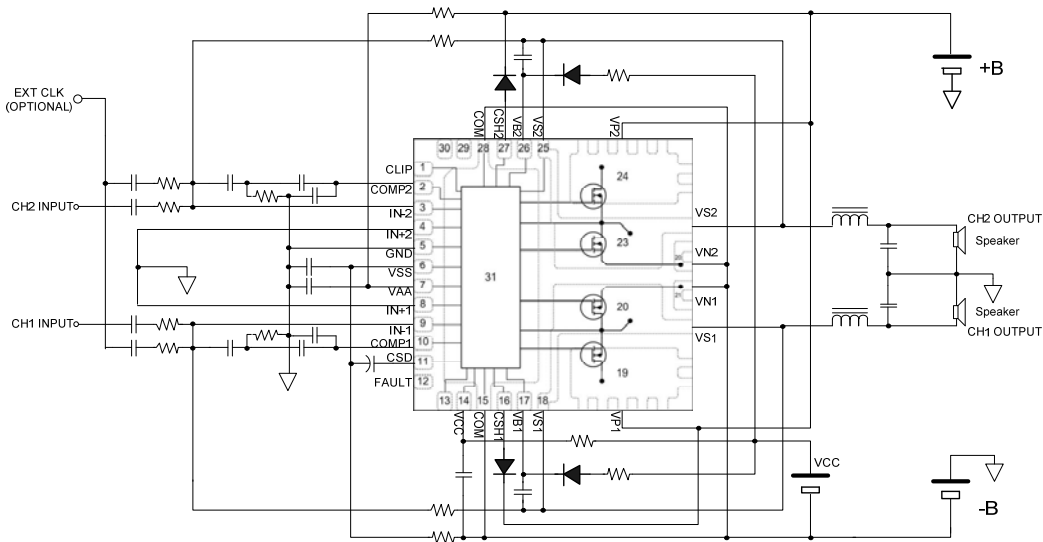 +B
EXT CLK
(OPTIONAL)
COM
CSH2
VB2
VS2
VP2
30
29
28
27
26
25
CLIP
1
24
COMP2
2
CH2 INPUT
IN-2
3
VS2
CH2 OUTPUT
IN+2
4
23
Speaker
GND
5
VN2
VSS
6
31
VAA
7
VN1
IN+1
8
20
Speaker
CH1 INPUT
IN-1
9
VS1
CH1 OUTPUT
COMP1
10
CSD
11
FAULT
12
19
13
14
15
16
17
18
VCC
COM
CSH1
VB1
VS1
VP1
VCC
-B